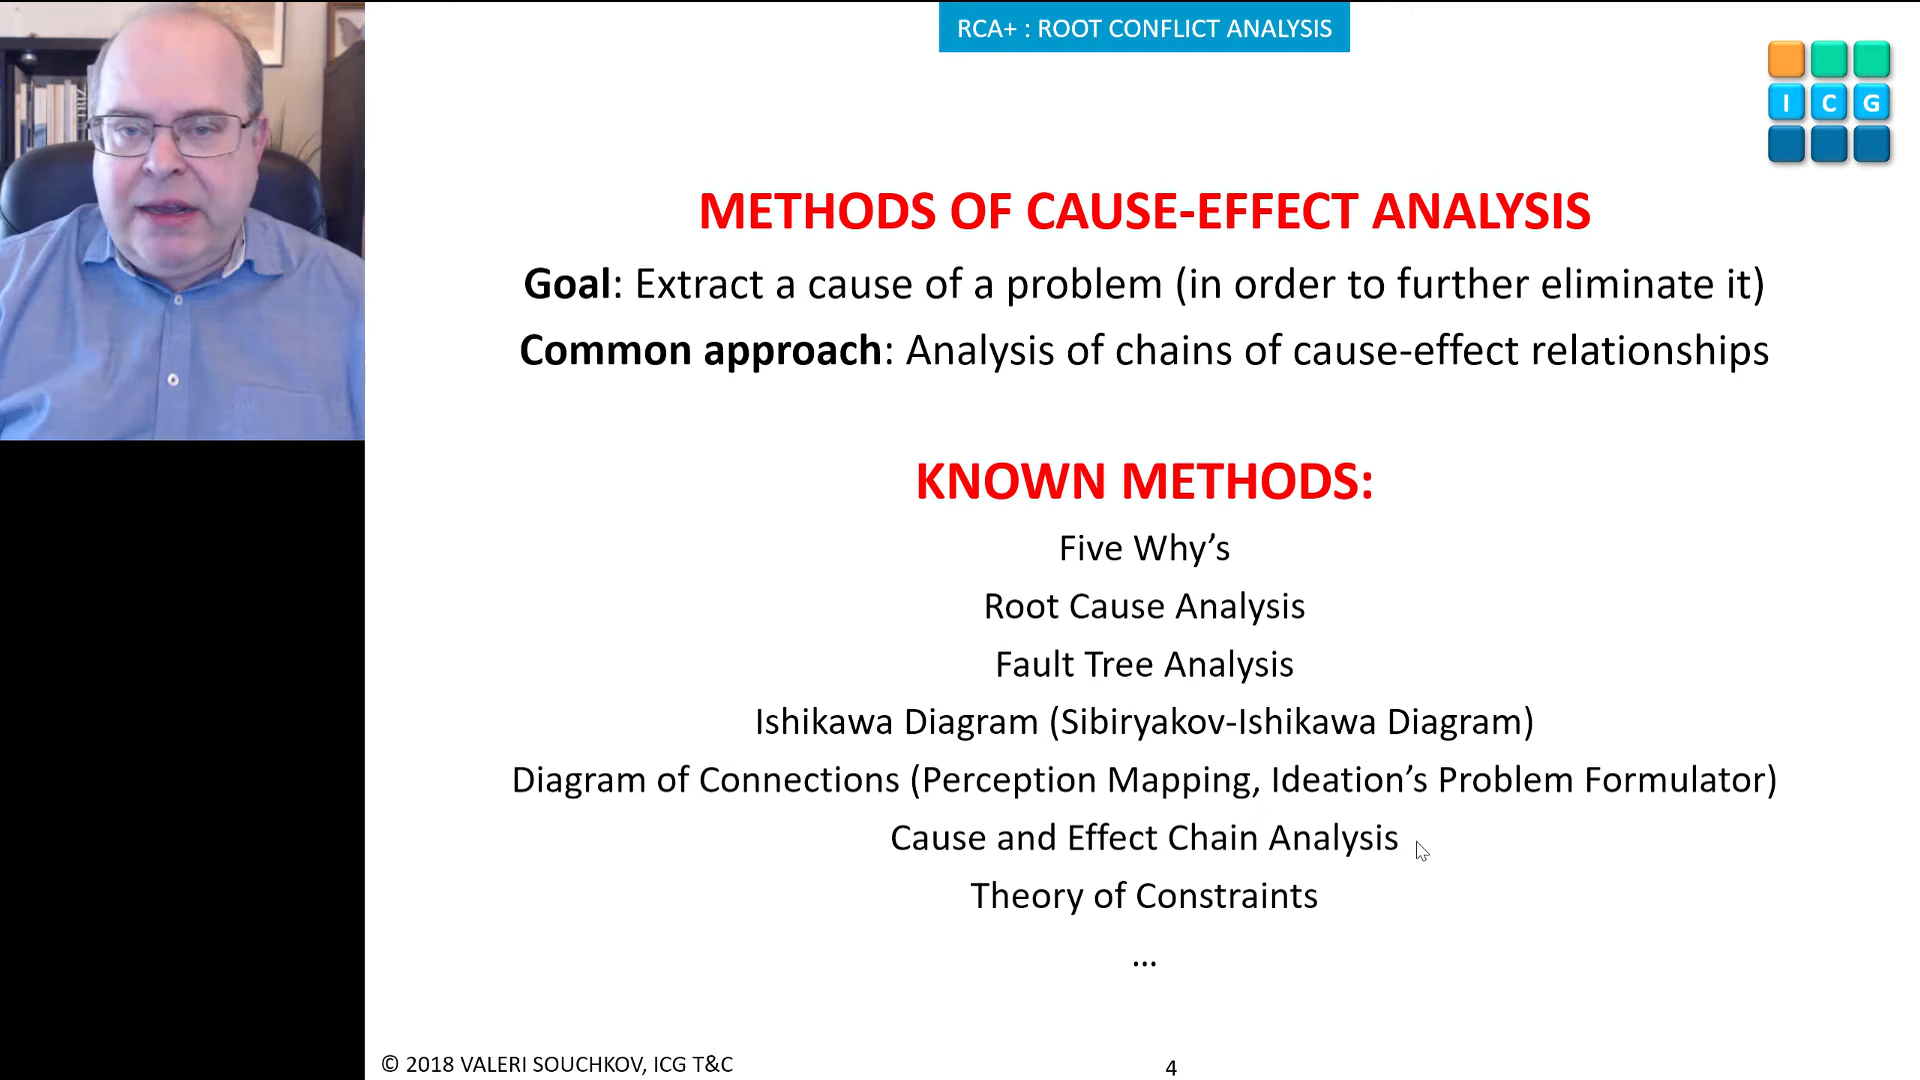 RCA+ : ROOT CONFLICT ANALYSIS
I C G
METHODS OF CAUSE-EFFECT ANALYSIS
Goal: Extract a cause of a problem (in order to further eliminate it)
Common approach: Analysis of chains of cause-effect relationships
KNOWN METHODS:
Five Why’s
Root Cause Analysis
Fault Tree Analysis
Ishikawa Diagram (Sibiryakov-Ishikawa Diagram)
Diagram of Connections (Perception Mapping, Ideation’s Problem Formulator)
Cause and Effect Chain Analysis
Theory of Constraints
...
© 2018 VALERI SOUCHKOV, ICG T&C
4